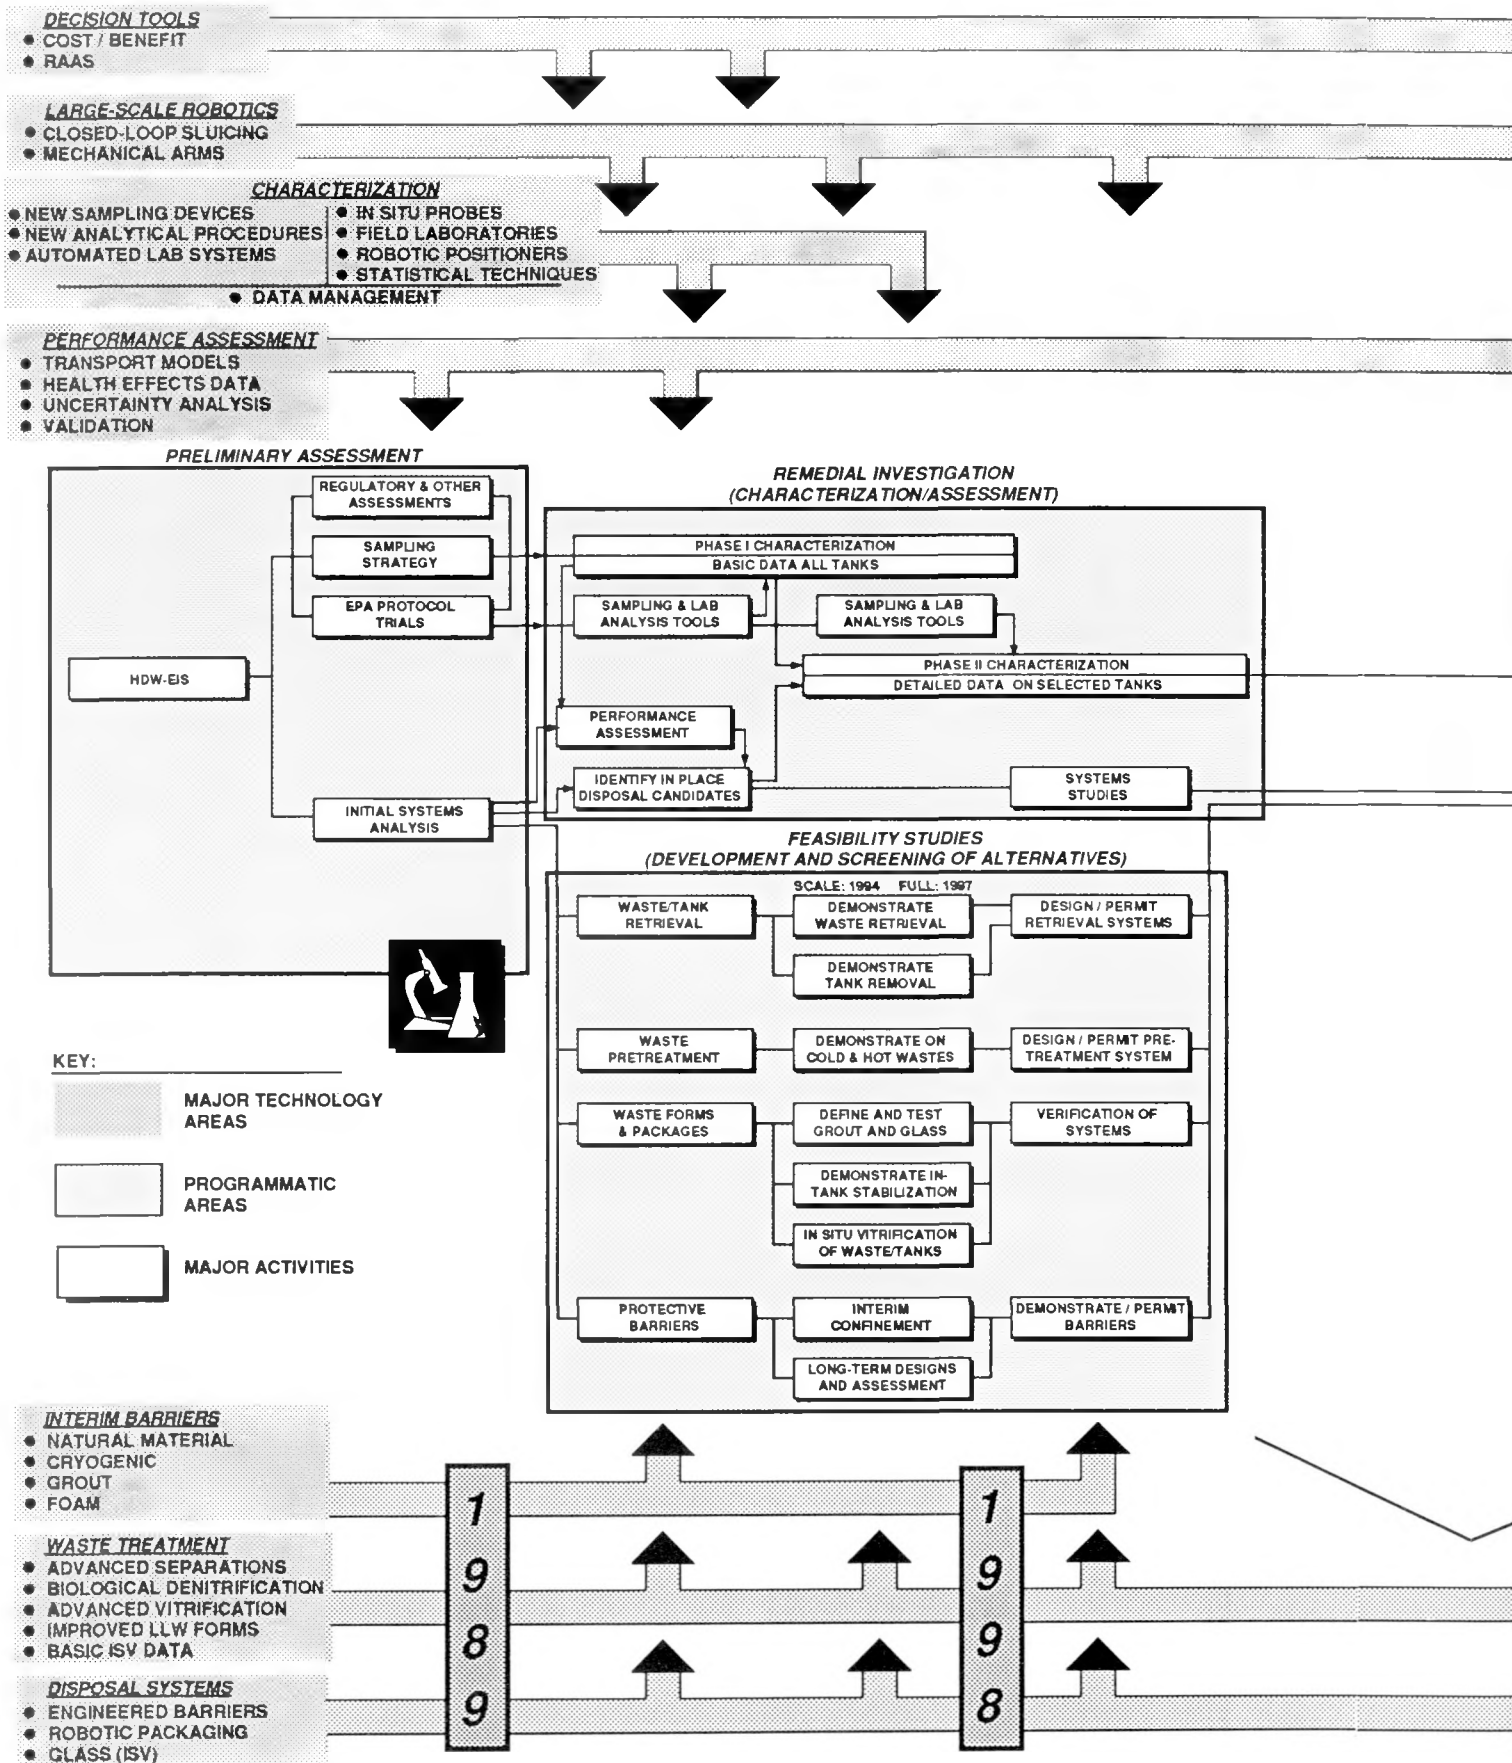 DECISION TOOLS
● COST / BENEFIT
● RAAS
LARGE-SCALE ROBOTICS
● CLOSED-LOOP SLUICING
● MECHANICAL ARMS
CHARACTERIZATION
● NEW SAMPLING DEVICES
● NEW ANALYTICAL PROCEDURES
● AUTOMATED LAB SYSTEMS
● IN SITU PROBES
● FIELD LABORATORIES
● ROBOTIC POSITIONERS
● STATISTICAL TECHNIQUES
● DATA MANAGEMENT
PERFORMANCE ASSESSMENT
● TRANSPORT MODELS
● HEALTH EFFECTS DATA
● UNCERTAINTY ANALYSIS
● VALIDATION
PRELIMINARY ASSESSMENT
REGULATORY & OTHER
ASSESSMENTS
SAMPLING
STRATEGY
EPA PROTOCOL
TRIALS
HDW-EIS
INITIAL SYSTEMS
ANALYSIS
REMEDIAL INVESTIGATION
(CHARACTERIZATION/ASSESSMENT)
PHASE I CHARACTERIZATION
BASIC DATA ALL TANKS
SAMPLING & LAB
ANALYSIS TOOLS
SAMPLING & LAB
ANALYSIS TOOLS
PHASE II CHARACTERIZATION
DETAILED DATA ON SELECTED TANKS
PERFORMANCE
ASSESSMENT
IDENTIFY IN PLACE
DISPOSAL CANDIDATES
SYSTEMS
STUDIES
FEASIBILITY STUDIES
(DEVELOPMENT AND SCREENING OF ALTERNATIVES)
SCALE: 1994 FULL: 1997
WASTE/TANK
RETRIEVAL
DEMONSTRATE
WASTE RETRIEVAL
DESIGN / PERMIT
RETRIEVAL SYSTEMS
DEMONSTRATE
TANK REMOVAL
WASTE
PRETREATMENT
DEMONSTRATE ON
COLD & HOT WASTES
DESIGN / PERMIT PRE-
TREATMENT SYSTEM
WASTE FORMS
& PACKAGES
DEFINE AND TEST
GROUT AND GLASS
VERIFICATION OF
SYSTEMS
DEMONSTRATE IN-
TANK STABILIZATION
IN SITU VITRIFICATION
OF WASTE/TANKS
PROTECTIVE
BARRIERS
INTERIM
CONFINEMENT
DEMONSTRATE / PERMIT
BARRIERS
LONG-TERM DESIGNS
AND ASSESSMENT
KEY:
MAJOR TECHNOLOGY
AREAS
PROGRAMMATIC
AREAS
MAJOR ACTIVITIES
INTERIM BARRIERS
● NATURAL MATERIAL
● CRYOGENIC
● GROUT
● FOAM
WASTE TREATMENT
● ADVANCED SEPARATIONS
● BIOLOGICAL DENITRIFICATION
● ADVANCED VITRIFICATION
● IMPROVED LLW FORMS
● BASIC ISV DATA
DISPOSAL SYSTEMS
● ENGINEERED BARRIERS
● ROBOTIC PACKAGING
● GLASS (ISV)
1989
1998